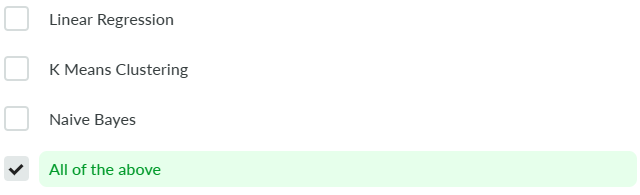 Linear Regression
K Means Clustering
Naive Bayes
All of the above